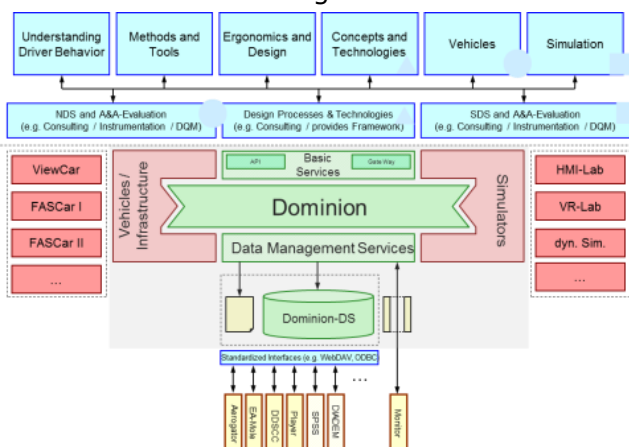 Understanding
Driver Behavior
Methods and
Tools
Ergonomics and
Design
Concepts and
Technologies
Vehicles
Simulation
NDS and A&A-Evaluation
(e.g. Consulting / Instrumentation / DQM)
Design Processes & Technologies
(e.g. Consulting / provides Framework)
SDS and A&A-Evaluation
(e.g. Consulting / Instrumentation / DQM)
ViewCar
FASCar I
FASCar II
...
Vehicles /
Infrastructure
API
Basic
Services
Gate Way
Dominion
Data Management Services
Simulators
HMI-Lab
VR-Lab
dyn. Sim.
...
Dominion-DS
Standardized Interfaces (e.g. WebDAV, ODBC)
...
Aerogator
EA-Mole
DDSCC
Player
SPSS
DIADEM
Monitor